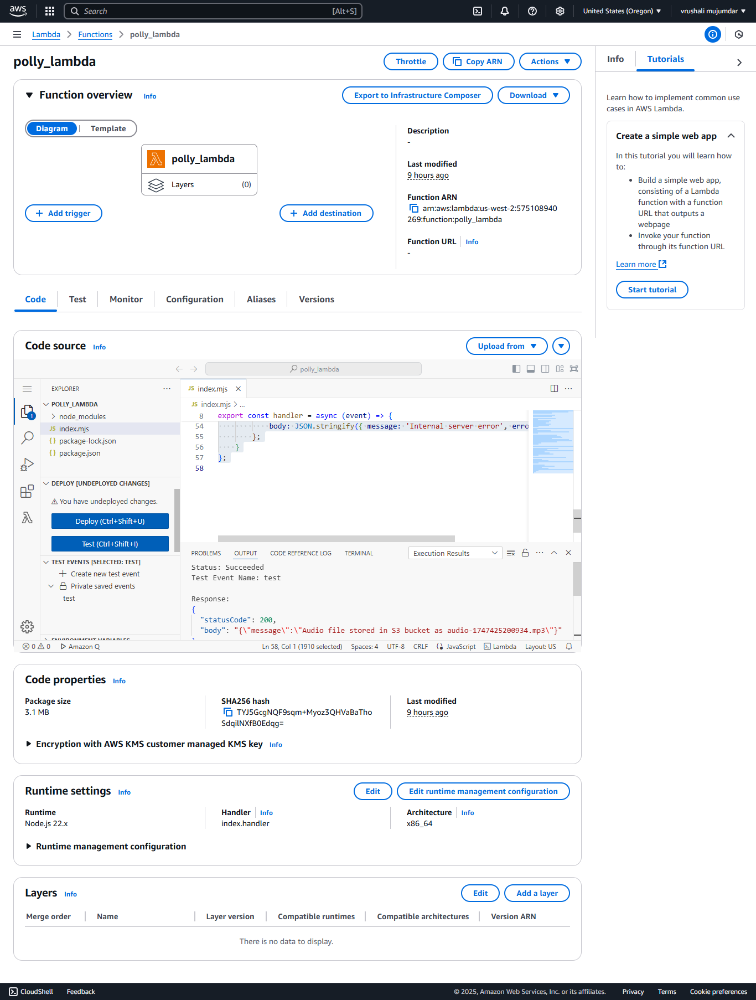 aws
Search [Alt+S]
United States (Oregon) ▼
vrushali mujumdar ▼
Lambda > Functions > polly_lambda
polly_lambda
Throttle
Copy ARN
Actions ▼
Info
Tutorials
Learn how to implement common use
cases in AWS Lambda.
Create a simple web app
In this tutorial you will learn how
to:
• Build a simple web app,
consisting of a Lambda
function with a function
URL that outputs a
webpage
• Invoke your function
through its function URL
Learn more
Start tutorial
▼ Function overview Info
Export to Infrastructure Composer
Download ▼
Diagram | Template
polly_lambda
Layers (0)
+ Add trigger
+ Add destination
Description
-
Last modified
9 hours ago
Function ARN
arn:aws:lambda:us-west-2:575108940
269:function:polly_lambda
Function URL | Info
-
Code
Test
Monitor
Configuration
Aliases
Versions
Code source Info
Upload from ▼
polly_lambda
1
EXPLORER ...
POLLY_LAMBDA
node_modules
JS index.mjs
{} package-lock.json
{} package.json
DEPLOY [UNDEPLOYED CHANGES]
You have undeployed changes.
Deploy (Ctrl+Shift+U)
Test (Ctrl+Shift+I)
TEST EVENTS [SELECTED: TEST]
+ Create new test event
Private saved events
test
ENVIRONMENT VARIABLES
JS index.mjs
JS index.mjs > ...
8 export const handler = async (event) => {
54 body: JSON.stringify({ message: 'Internal server error', erro
55 };
56 }
57 };
58
PROBLEMS OUTPUT CODE REFERENCE LOG TERMINAL
Execution Results
Status: Succeeded
Test Event Name: test
Response:
{
"statusCode": 200,
"body": "{\"message\":\"Audio file stored in S3 bucket as audio-1747425200934.mp3\"}"
}
0 0 Amazon Q
Ln 58, Col 1 (1910 selected) Spaces: 4 UTF-8 CRLF JavaScript Lambda Layout: US
Code properties Info
Package size
3.1 MB
SHA256 hash
TYJ5GcgNQF9sqm+Myoz3QHVaBaTho
SdqilNXfB0Edqg=
Last modified
9 hours ago
Encryption with AWS KMS customer managed KMS key Info
Runtime settings Info
Edit
Edit runtime management configuration
Runtime
Node.js 22.x
Handler | Info
index.handler
Architecture | Info
x86_64
Runtime management configuration
Layers Info
Edit
Add a layer
Merge order | Name | Layer version | Compatible runtimes | Compatible architectures | Version ARN
There is no data to display.
CloudShell Feedback
© 2025, Amazon Web Services, Inc. or its affiliates. Privacy Terms Cookie preferences